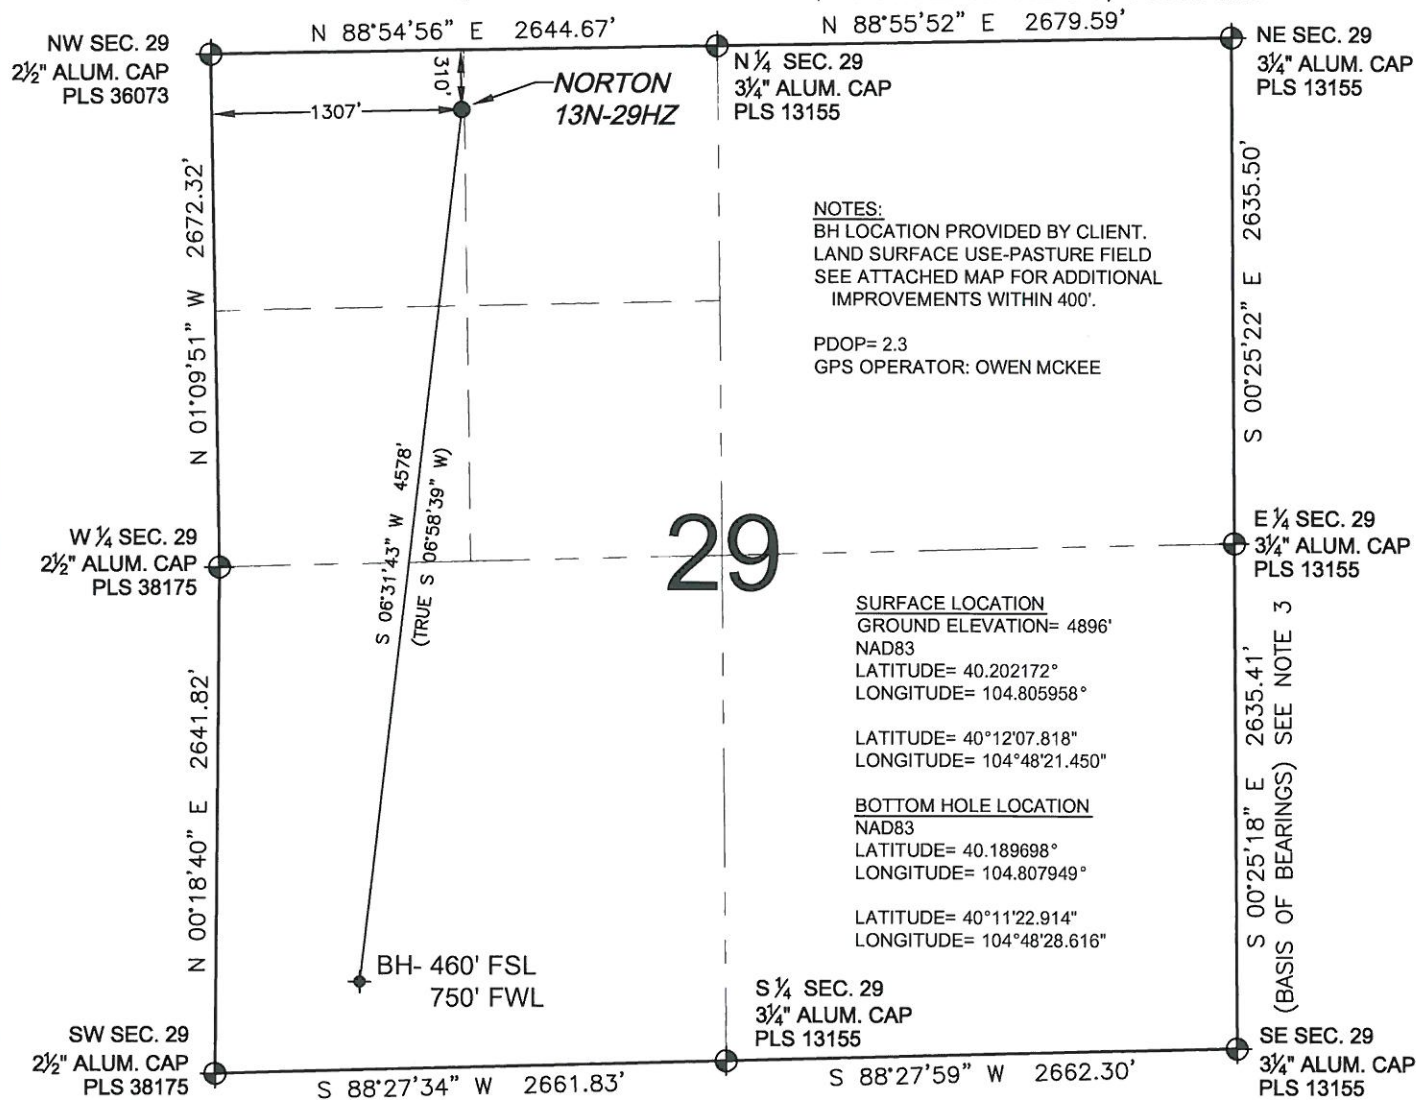 N 88°54'56" E 2644.67'
N 88°55'52" E 2679.59'
NW SEC. 29
2½" ALUM. CAP
PLS 36073
310'
1307'
NORTON
13N-29HZ
N ¼ SEC. 29
3¼" ALUM. CAP
PLS 13155
NE SEC. 29
3¼" ALUM. CAP
PLS 13155
N 01°09'51" W 2672.32'
NOTES:
BH LOCATION PROVIDED BY CLIENT.
LAND SURFACE USE-PASTURE FIELD
SEE ATTACHED MAP FOR ADDITIONAL
IMPROVEMENTS WITHIN 400'.
PDOP= 2.3
GPS OPERATOR: OWEN MCKEE
S 00°25'22" E 2635.50'
S 06°31'43" W 4578'
(TRUE S 06°58'39" W)
W ¼ SEC. 29
2½" ALUM. CAP
PLS 38175
29
E ¼ SEC. 29
3¼" ALUM. CAP
PLS 13155
N 00°18'40" E 2641.82'
SURFACE LOCATION
GROUND ELEVATION= 4896'
NAD83
LATITUDE= 40.202172°
LONGITUDE= 104.805958°
LATITUDE= 40°12'07.818"
LONGITUDE= 104°48'21.450"
BOTTOM HOLE LOCATION
NAD83
LATITUDE= 40.189698°
LONGITUDE= 104.807949°
LATITUDE= 40°11'22.914"
LONGITUDE= 104°48'28.616"
S 00°25'18" E 2635.41'
(BASIS OF BEARINGS) SEE NOTE 3
BH- 460' FSL
750' FWL
SW SEC. 29
2½" ALUM. CAP
PLS 38175
S ¼ SEC. 29
3¼" ALUM. CAP
PLS 13155
SE SEC. 29
3¼" ALUM. CAP
PLS 13155
S 88°27'34" W 2661.83'
S 88°27'59" W 2662.30'